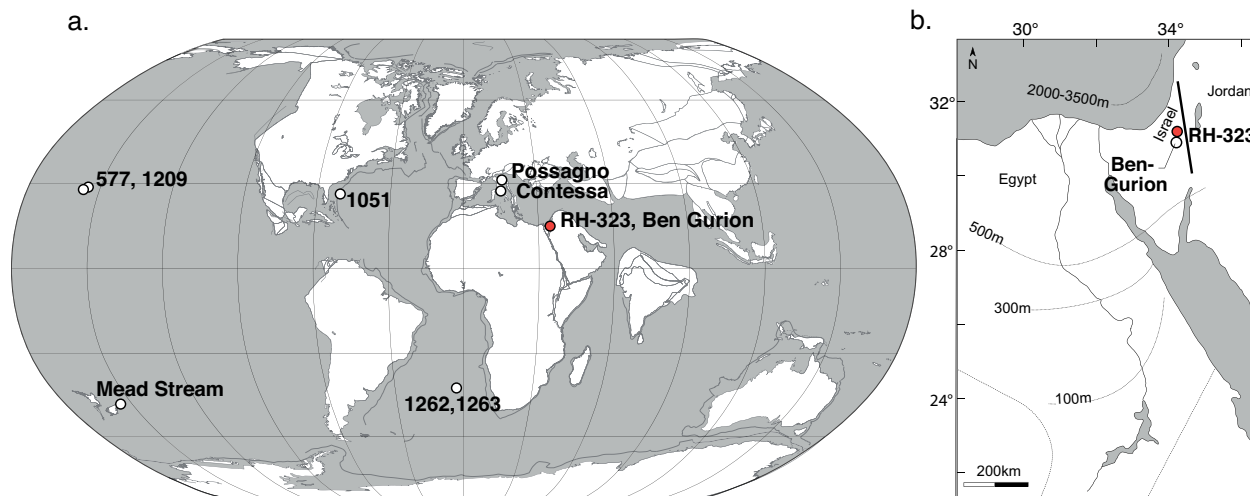 a.
577, 1209
1051
Possagno
Contessa
RH-323, Ben Gurion
Mead Stream
1262,1263
b.
30°
34°
N
2000-3500m
32°
Jordan
Israel
RH-323
Ben-
Gurion
Egypt
500m
28°
300m
24°
100m
200km